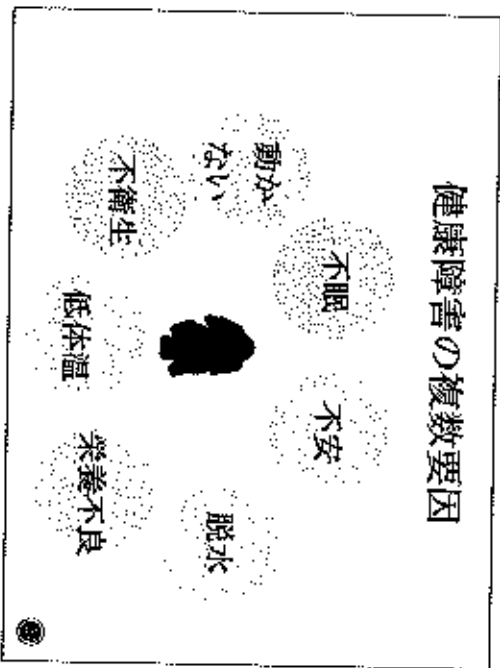 健康障害の複数要因
不眠
不安
動か
ない
脱水
不衛生
低体温
栄養不良